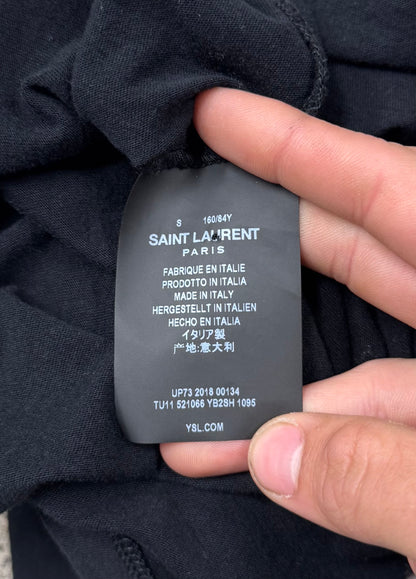 S 160/84Y
SAINT LAURENT
PARIS
FABRIQUE EN ITALIE
PRODOTTO IN ITALIA
MADE IN ITALY
HERGESTELLT IN ITALIEN
HECHO EN ITALIA
イタリア製
产地:意大利
UP73 2018 00134
TU11 521066 YB2SH 1095
YSL.COM